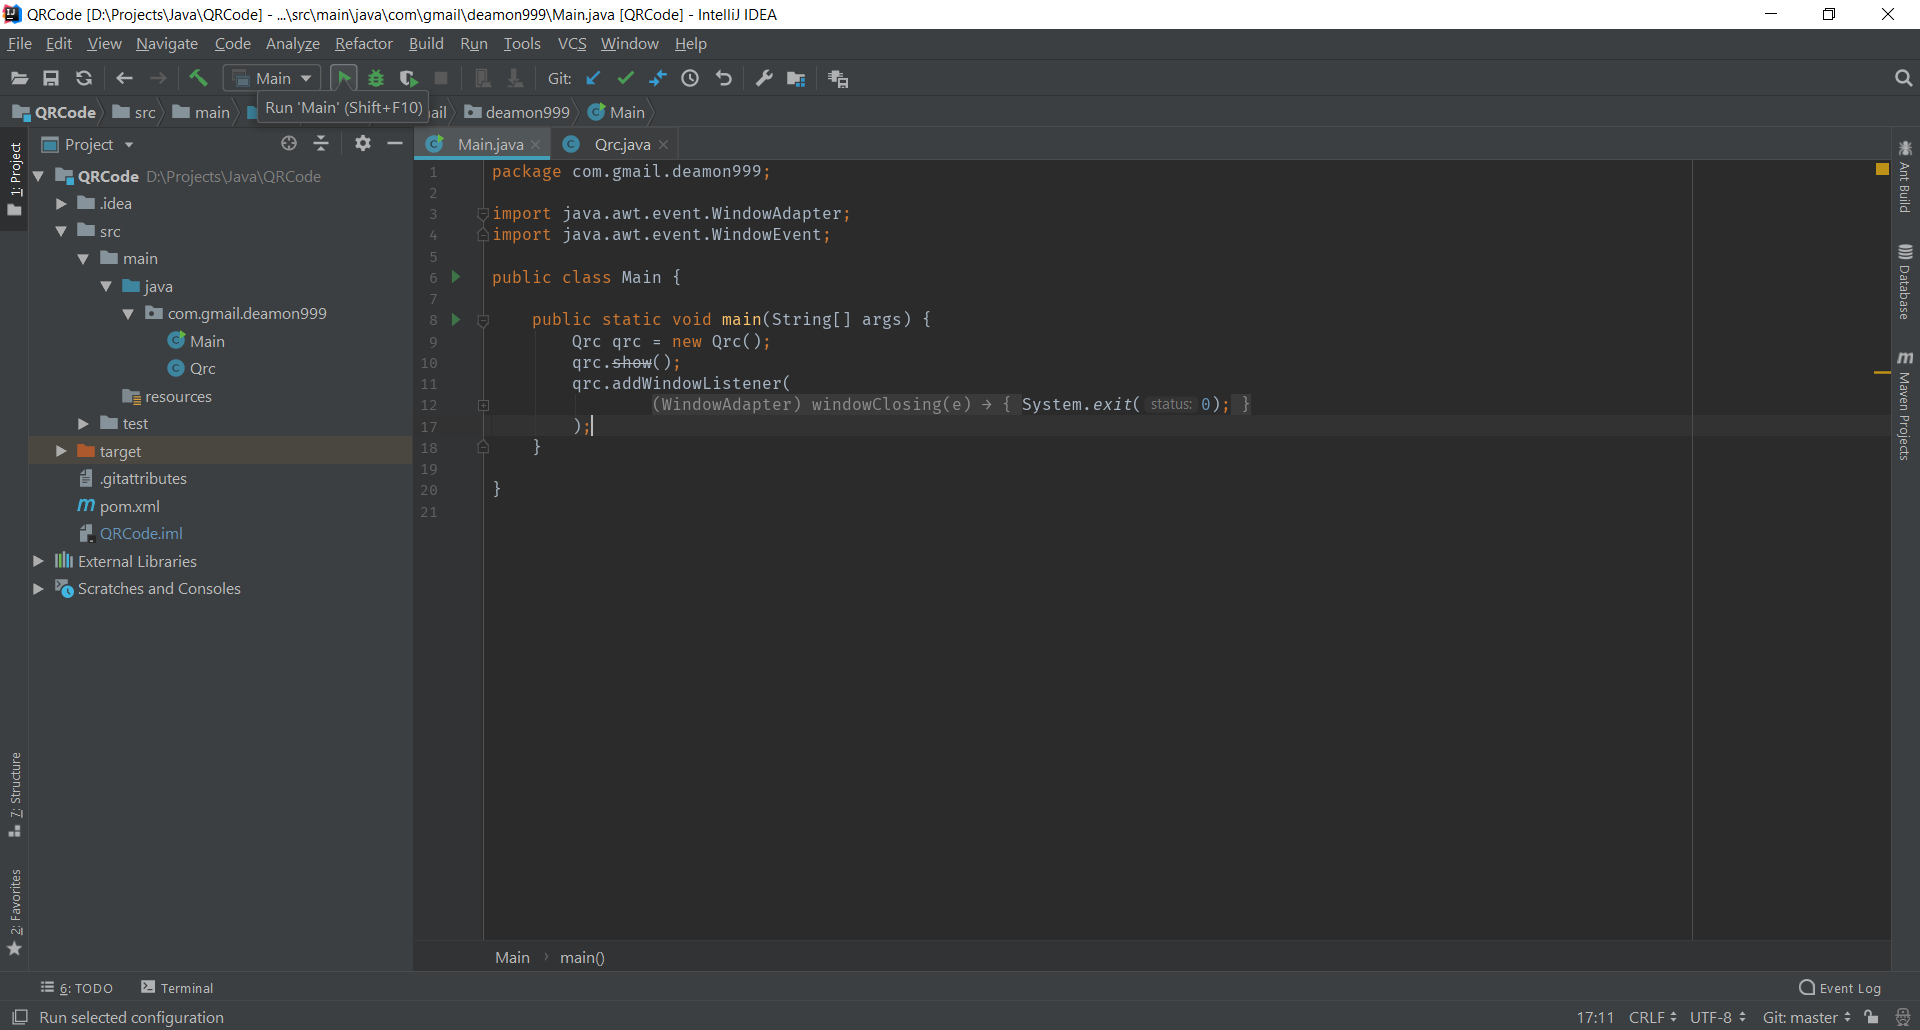 QRCode [D:\Projects\Java\QRCode] - ...\src\main\java\com\gmail\deamon999\Main.java [QRCode] - IntelliJ IDEA
File Edit View Navigate Code Analyze Refactor Build Run Tools VCS Window Help
Main Git:
QRCode src main ail deamon999 Main
Run 'Main' (Shift+F10)
1: Project
Project
Main.java Qrc.java
QRCode D:\Projects\Java\QRCode
.idea
src
main
java
com.gmail.deamon999
Main
Qrc
resources
test
target
.gitattributes
pom.xml
QRCode.iml
External Libraries
Scratches and Consoles
1 package com.gmail.deamon999;
2
3 import java.awt.event.WindowAdapter;
4 import java.awt.event.WindowEvent;
5
6 public class Main {
7
8 public static void main(String[] args) {
9 Qrc qrc = new Qrc();
10 qrc.show();
11 qrc.addWindowListener(
12 (WindowAdapter) windowClosing(e) → { System.exit( status: 0); }
17 );
18 }
19
20 }
21
Ant Build
Database
m Maven Projects
7: Structure
2: Favorites
Main › main()
6: TODO Terminal Event Log
Run selected configuration 17:11 CRLF UTF-8 Git: master